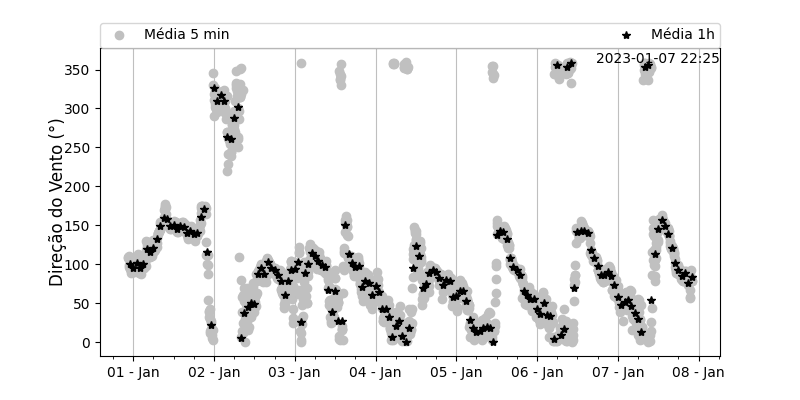 Média 5 min
Média 1h
2023-01-07 22:25
Direção do Vento (°)
350
300
250
200
150
100
50
0
01 - Jan
02 - Jan
03 - Jan
04 - Jan
05 - Jan
06 - Jan
07 - Jan
08 - Jan